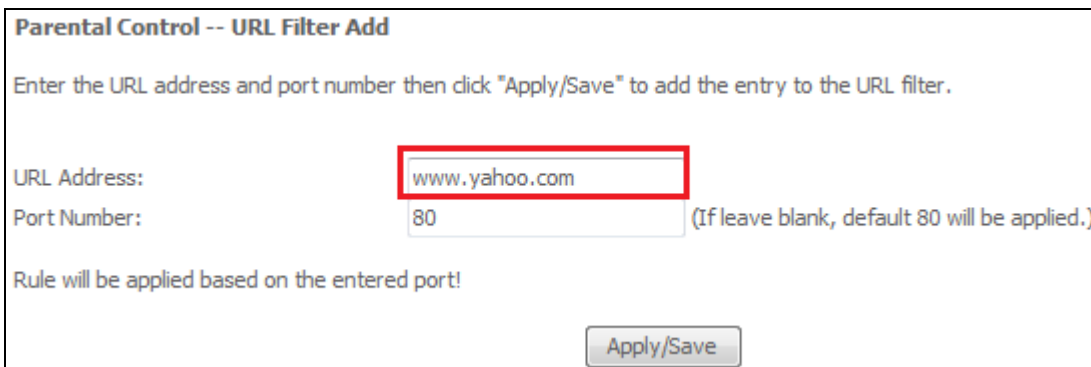 Parental Control -- URL Filter Add
Enter the URL address and port number then click "Apply/Save" to add the entry to the URL filter.
URL Address: www.yahoo.com
Port Number: 80 (If leave blank, default 80 will be applied.)
Rule will be applied based on the entered port!
Apply/Save